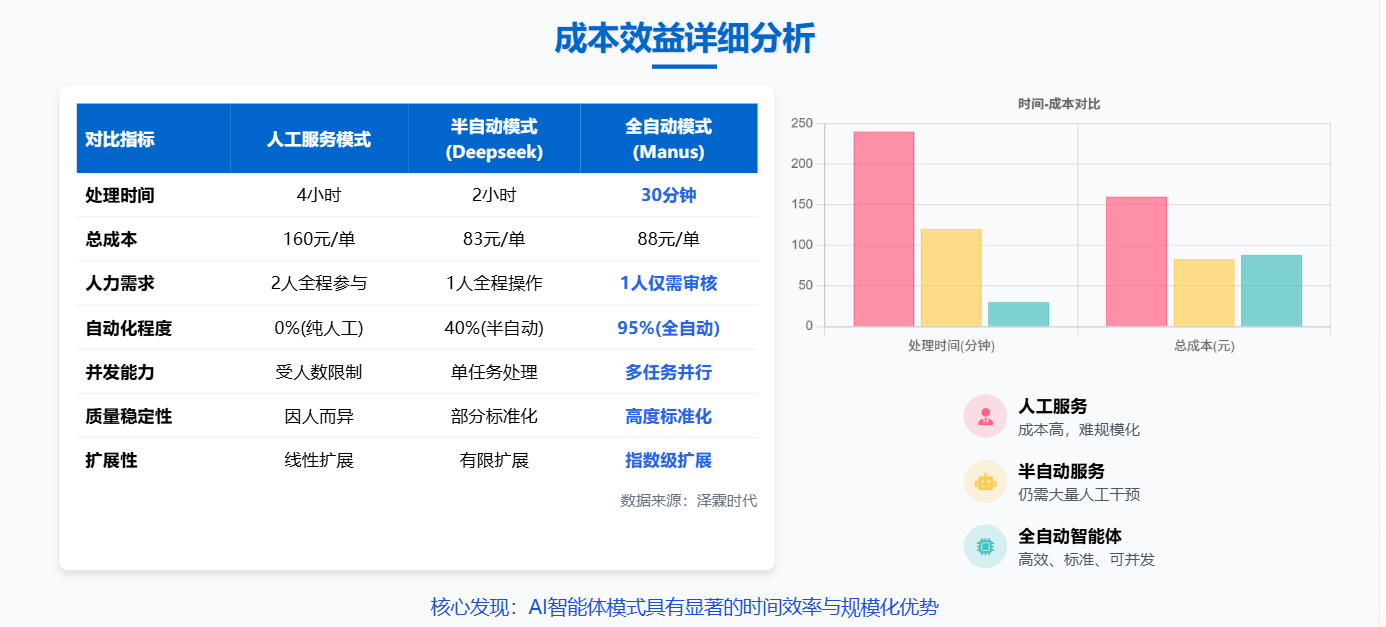 成本效益详细分析
对比指标 人工服务模式 半自动模式 (Deepseek) 全自动模式 (Manus)
处理时间 4小时 2小时 30分钟
总成本 160元/单 83元/单 88元/单
人力需求 2人全程参与 1人全程操作 1人仅需审核
自动化程度 0%(纯人工) 40%(半自动) 95%(全自动)
并发能力 受人数限制 单任务处理 多任务并行
质量稳定性 因人而异 部分标准化 高度标准化
扩展性 线性扩展 有限扩展 指数级扩展
数据来源：泽霖时代
时间-成本对比
250
200
150
100
50
0
处理时间(分钟) 总成本(元)
人工服务
成本高，难规模化
半自动服务
仍需大量人工干预
全自动智能体
高效、标准、可并发
核心发现：AI智能体模式具有显著的时间效率与规模化优势